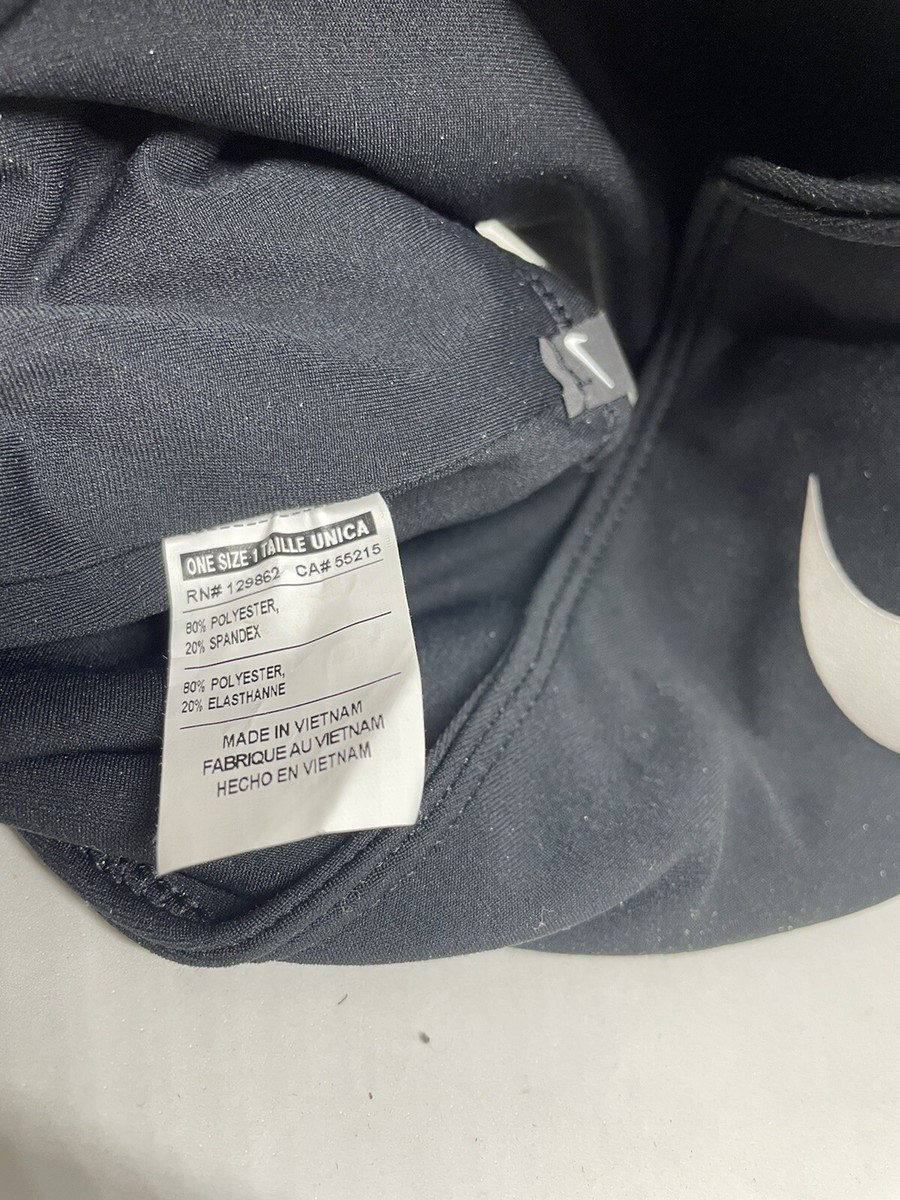 ONE SIZE 1 TAILLE UNICA
RN# 129862 CA# 55215
80% POLYESTER,
20% SPANDEX
80% POLYESTER,
20% ELASTHANNE
MADE IN VIETNAM
FABRIQUE AU VIETNAM
HECHO EN VIETNAM